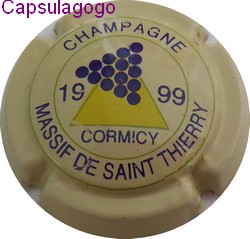 Capsulagogo
CHAMPAGNE
19 99
CORMICY
MASSIF DE SAINT THIERRY